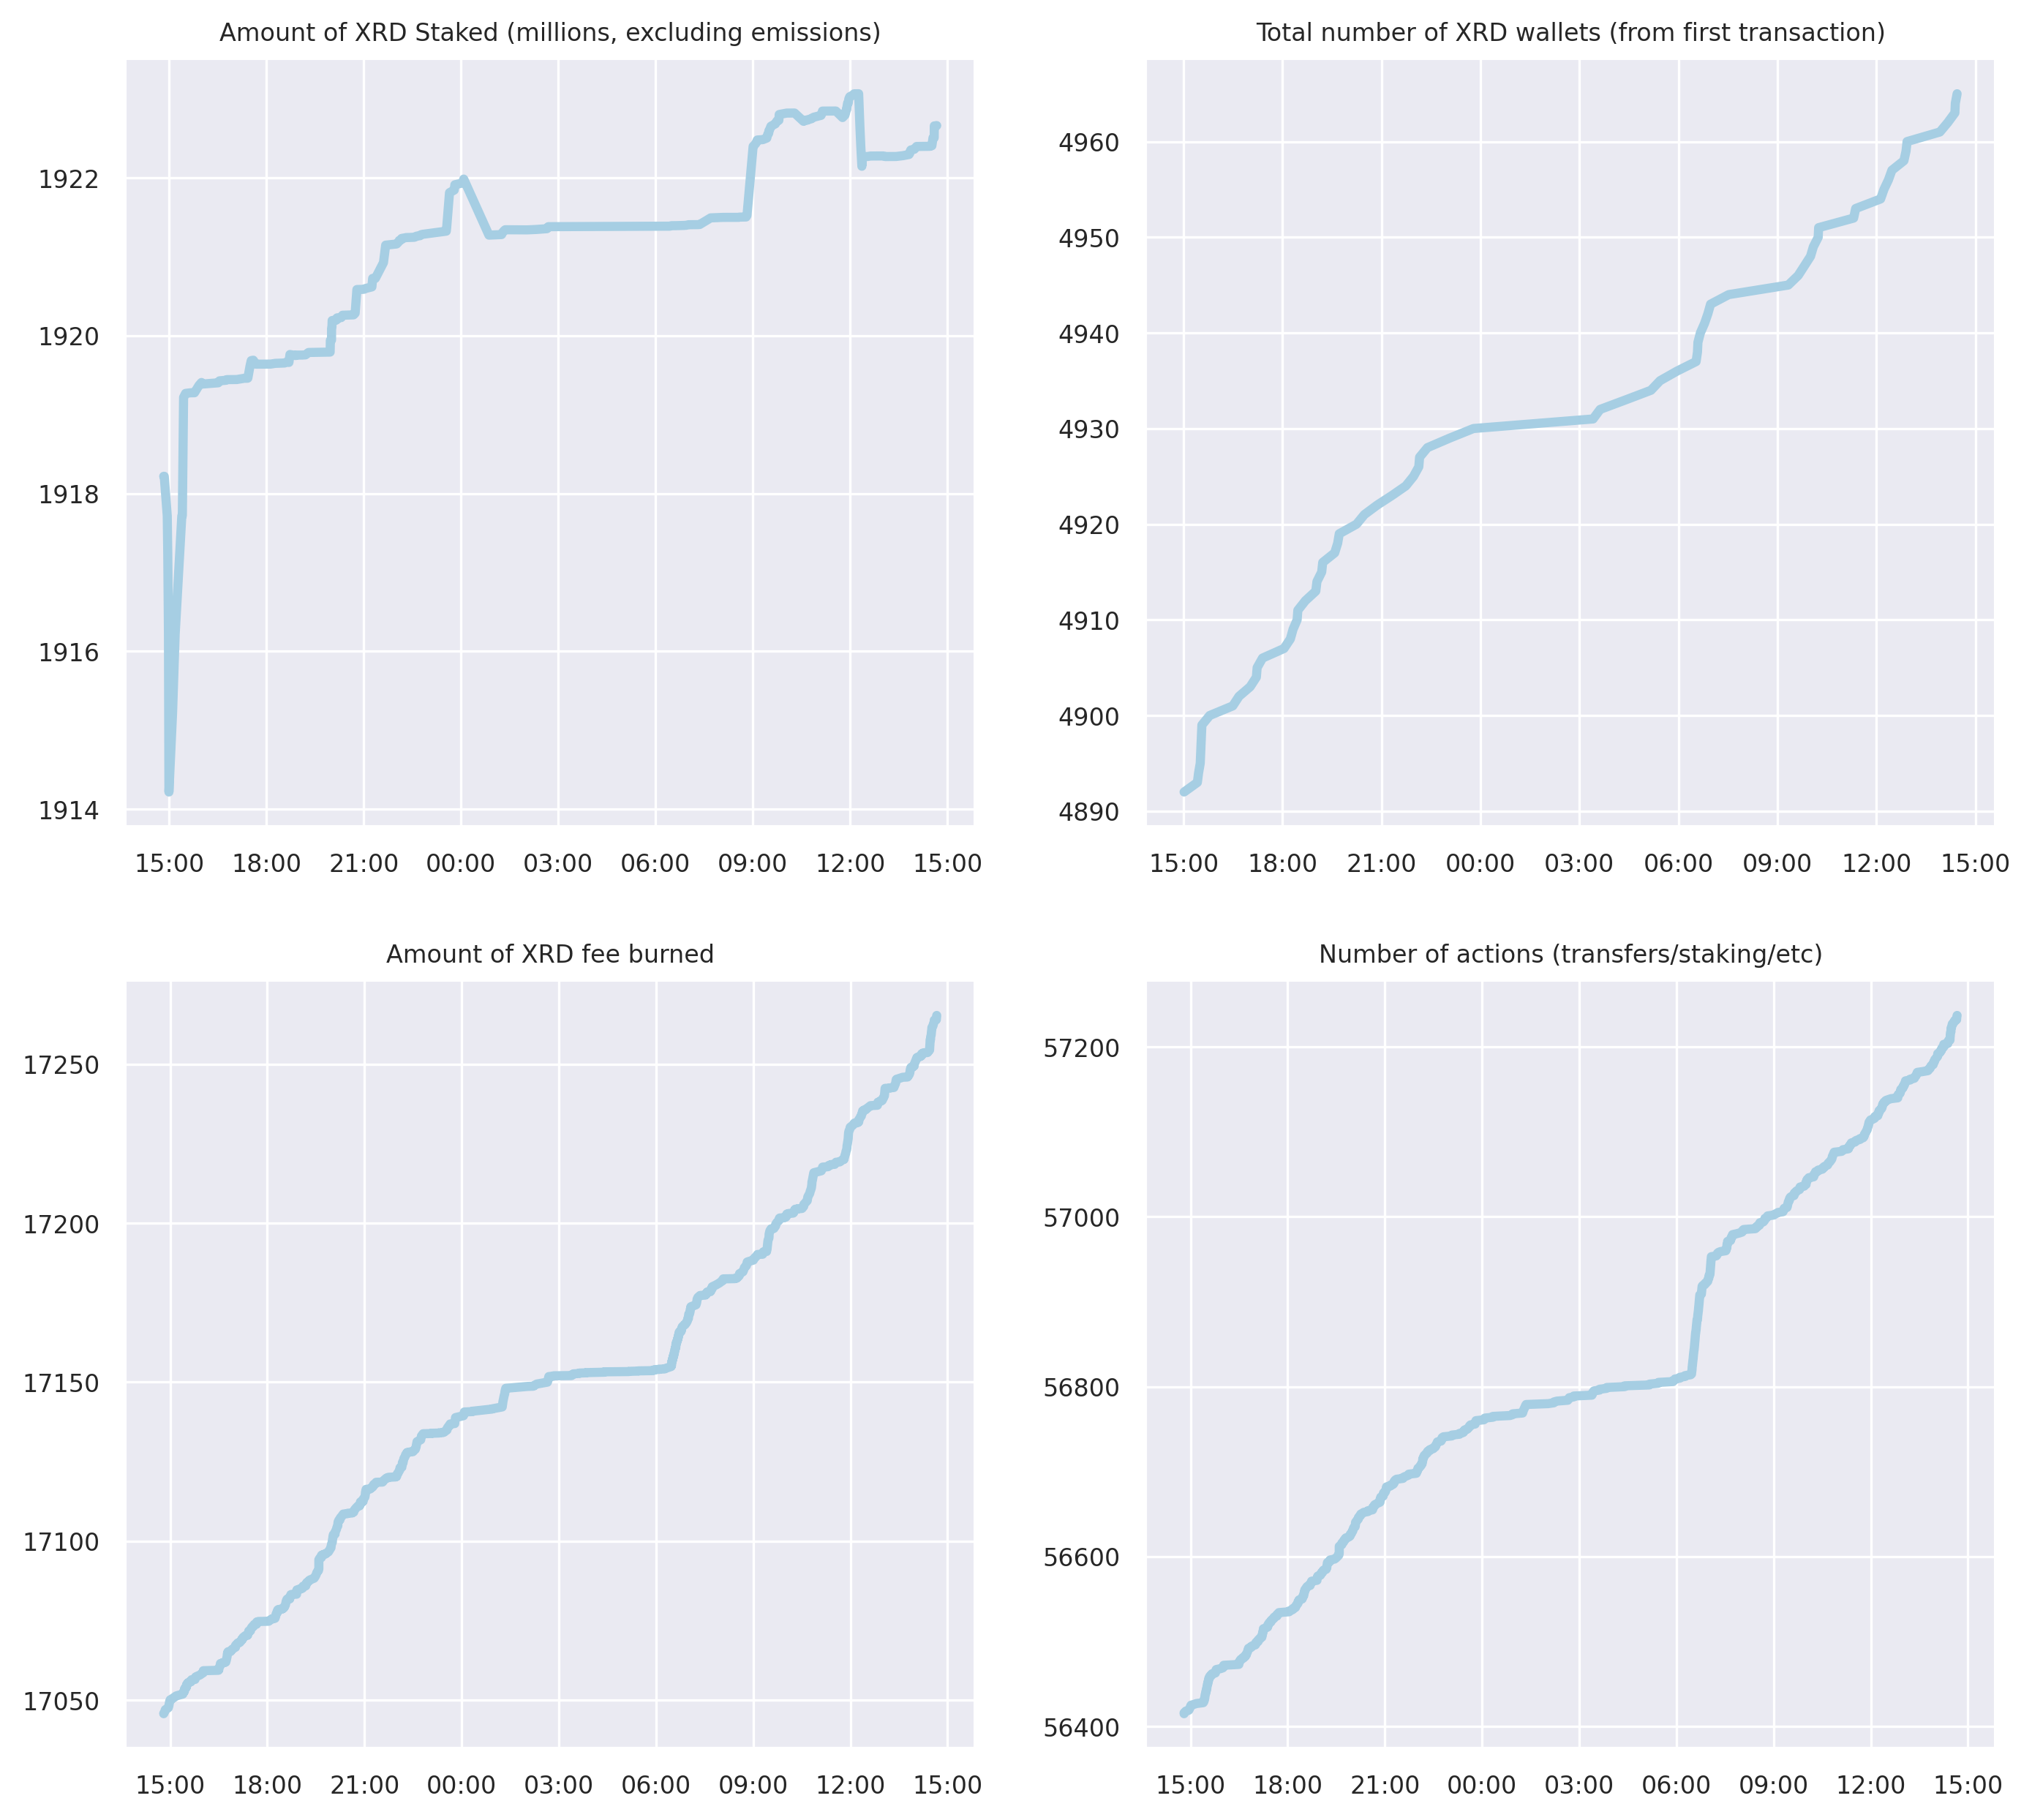 Amount of XRD Staked (millions, excluding emissions)
1922
1920
1918
1916
1914
15:00 18:00 21:00 00:00 03:00 06:00 09:00 12:00 15:00
Total number of XRD wallets (from first transaction)
4960
4950
4940
4930
4920
4910
4900
4890
15:00 18:00 21:00 00:00 03:00 06:00 09:00 12:00 15:00
Amount of XRD fee burned
17250
17200
17150
17100
17050
15:00 18:00 21:00 00:00 03:00 06:00 09:00 12:00 15:00
Number of actions (transfers/staking/etc)
57200
57000
56800
56600
56400
15:00 18:00 21:00 00:00 03:00 06:00 09:00 12:00 15:00